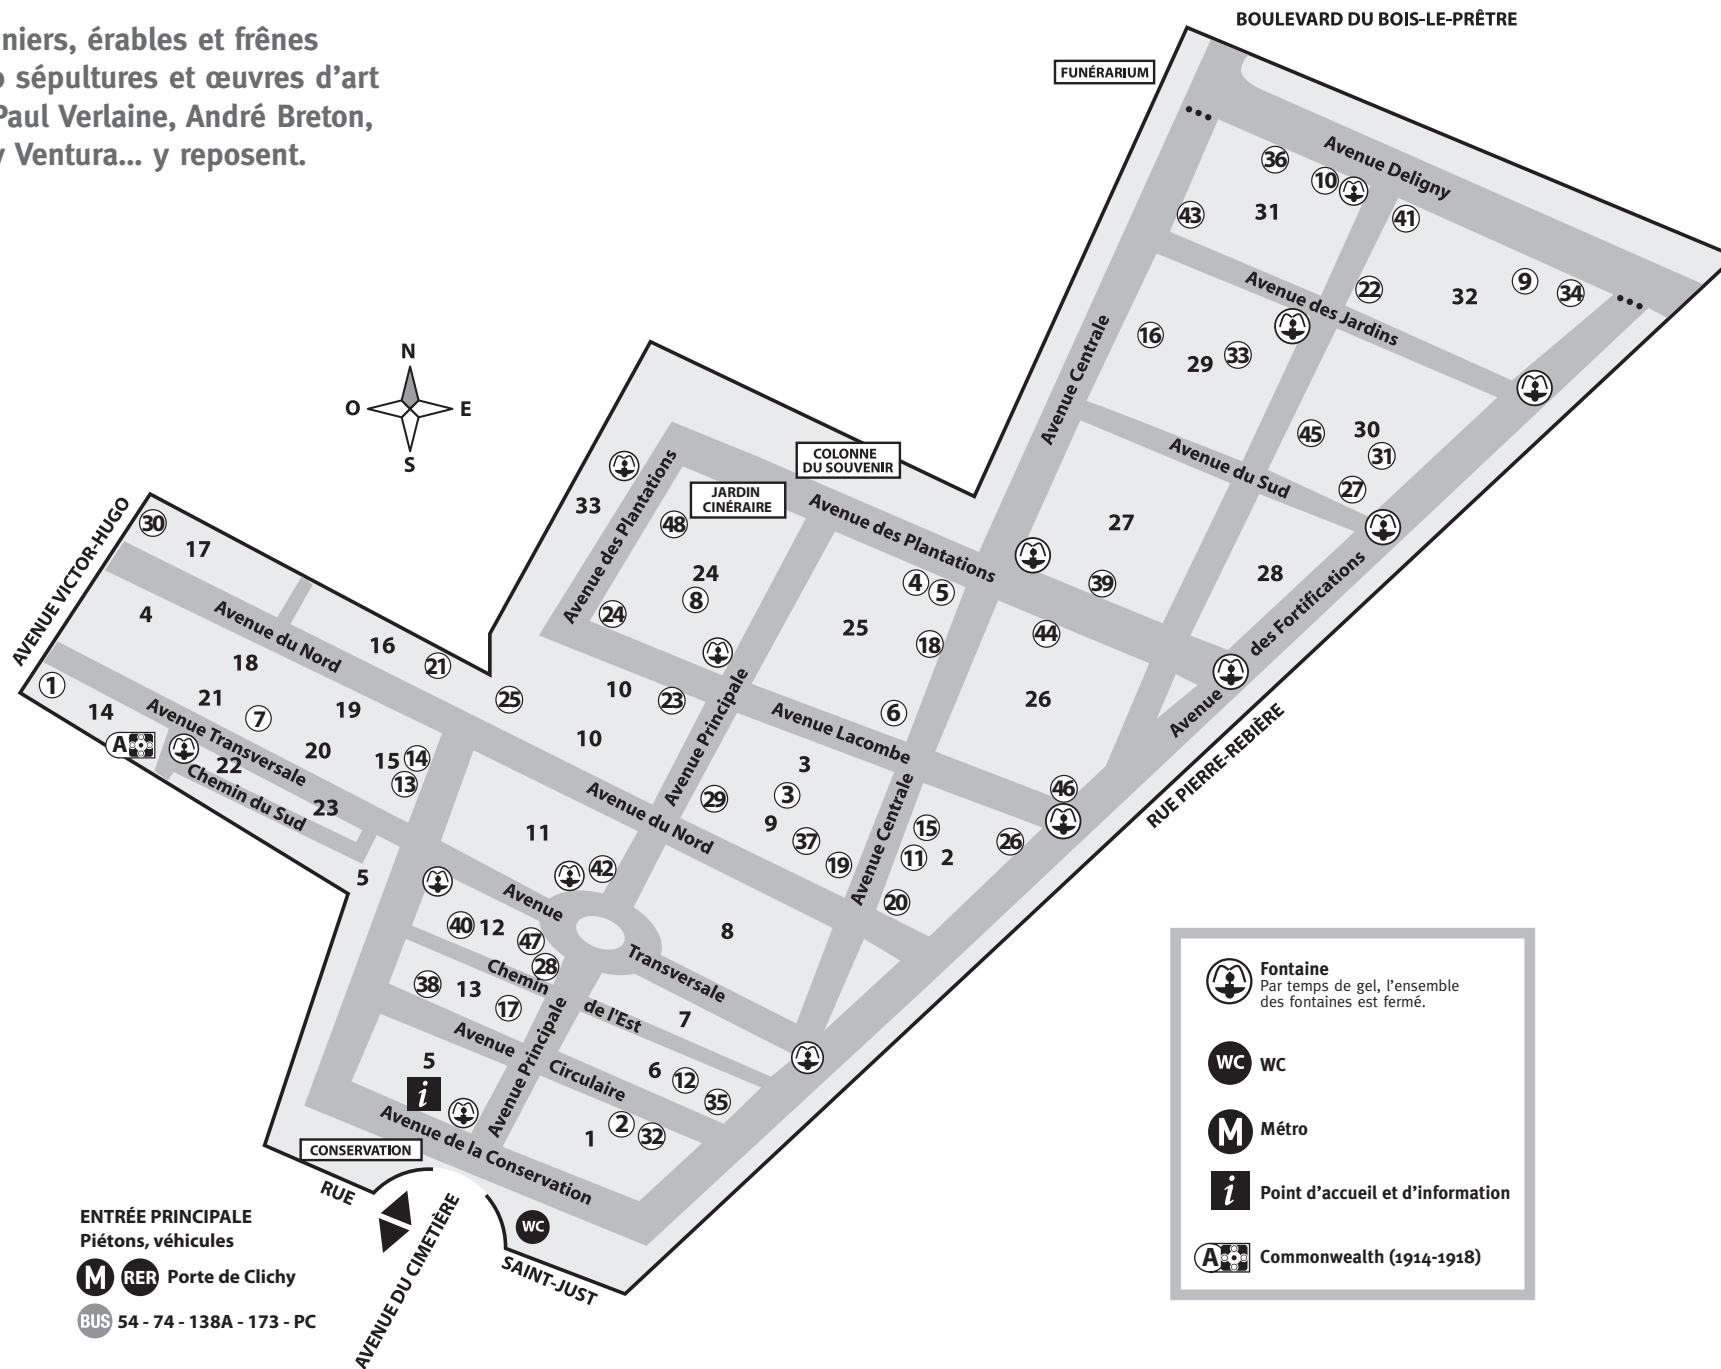 niers, érables et frênes
sépultures et œuvres d’art
Paul Verlaine, André Breton,
Ventura... y reposent.
BOULEVARD DU BOIS-LE-PRÊTRE
FUNÉRARIUM
Avenue Deligny
36
10
31
43
41
22
32
9
34
Avenue des Jardins
16
29
33
Avenue Centrale
45
30
31
27
Avenue du Sud
N
O
E
S
COLONNE
DU SOUVENIR
JARDIN
CINÉRAIRE
33
Avenue des Plantations
48
24
8
24
Avenue des Plantations
27
39
28
Avenue des Fortifications
4
5
25
18
6
44
26
46
RUE PIERRE-REBIÈRE
AVENUE VICTOR-HUGO
30
17
4
Avenue du Nord
16
21
25
10
23
10
Avenue Principale
Avenue Lacombe
18
1
14
21
7
19
Avenue Transversale
20
15
14
13
A
22
Chemin du Sud
23
3
3
29
9
37
19
Avenue du Nord
Avenue Centrale
15
11
2
26
20
11
42
5
Avenue
Transversale
8
40
12
47
28
Chemin
de l'Est
38
13
17
7
Avenue
Circulaire
Avenue Principale
5
i
6
12
35
1
2
32
Avenue de la Conservation
CONSERVATION
RUE
SAINT-JUST
WC
AVENUE DU CIMETIÈRE
ENTRÉE PRINCIPALE
Piétons, véhicules
M RER Porte de Clichy
BUS 54 - 74 - 138A - 173 - PC
Fontaine
Par temps de gel, l’ensemble
des fontaines est fermé.
WC WC
M Métro
i Point d’accueil et d’information
A Commonwealth (1914-1918)